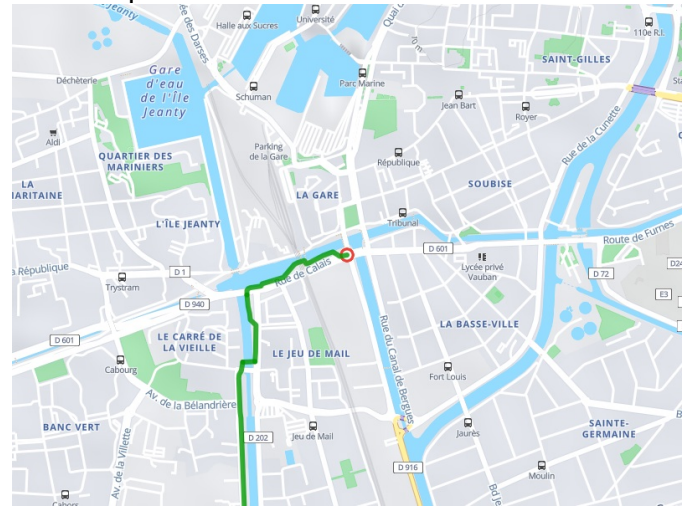 Jeanty
Halle aux Sucres
Université
110e R.I.
Gare
d'eau
de l'Île
Jeanty
Déchèterie
Schuman
Parc Marine
SAINT-GILLES
Jean Bart
Royer
Aldi
Parking
de la Gare
Rue de la Cunette
QUARTIER DES
MARINIERS
République
LA GARE
SOUBISE
L'ÎLE JEANTY
Tribunal
D 601
Route de Furnes
D 1
Rue de Calais
Lycée privé
Vauban
D 72
E3
Trystram
D 940
D 601
LE CARRÉ DE
LA VIEILLE
LE JEU DE MAIL
Rue du Canal de Bergues
LA BASSE-VILLE
Cabourg
Fort Louis
Av. de la Bélandrière
BANC VERT
Av. de la Villette
D 202
Jeu de Mail
Jaurès
SAINTE-
GERMAINE
D 916
Moulin